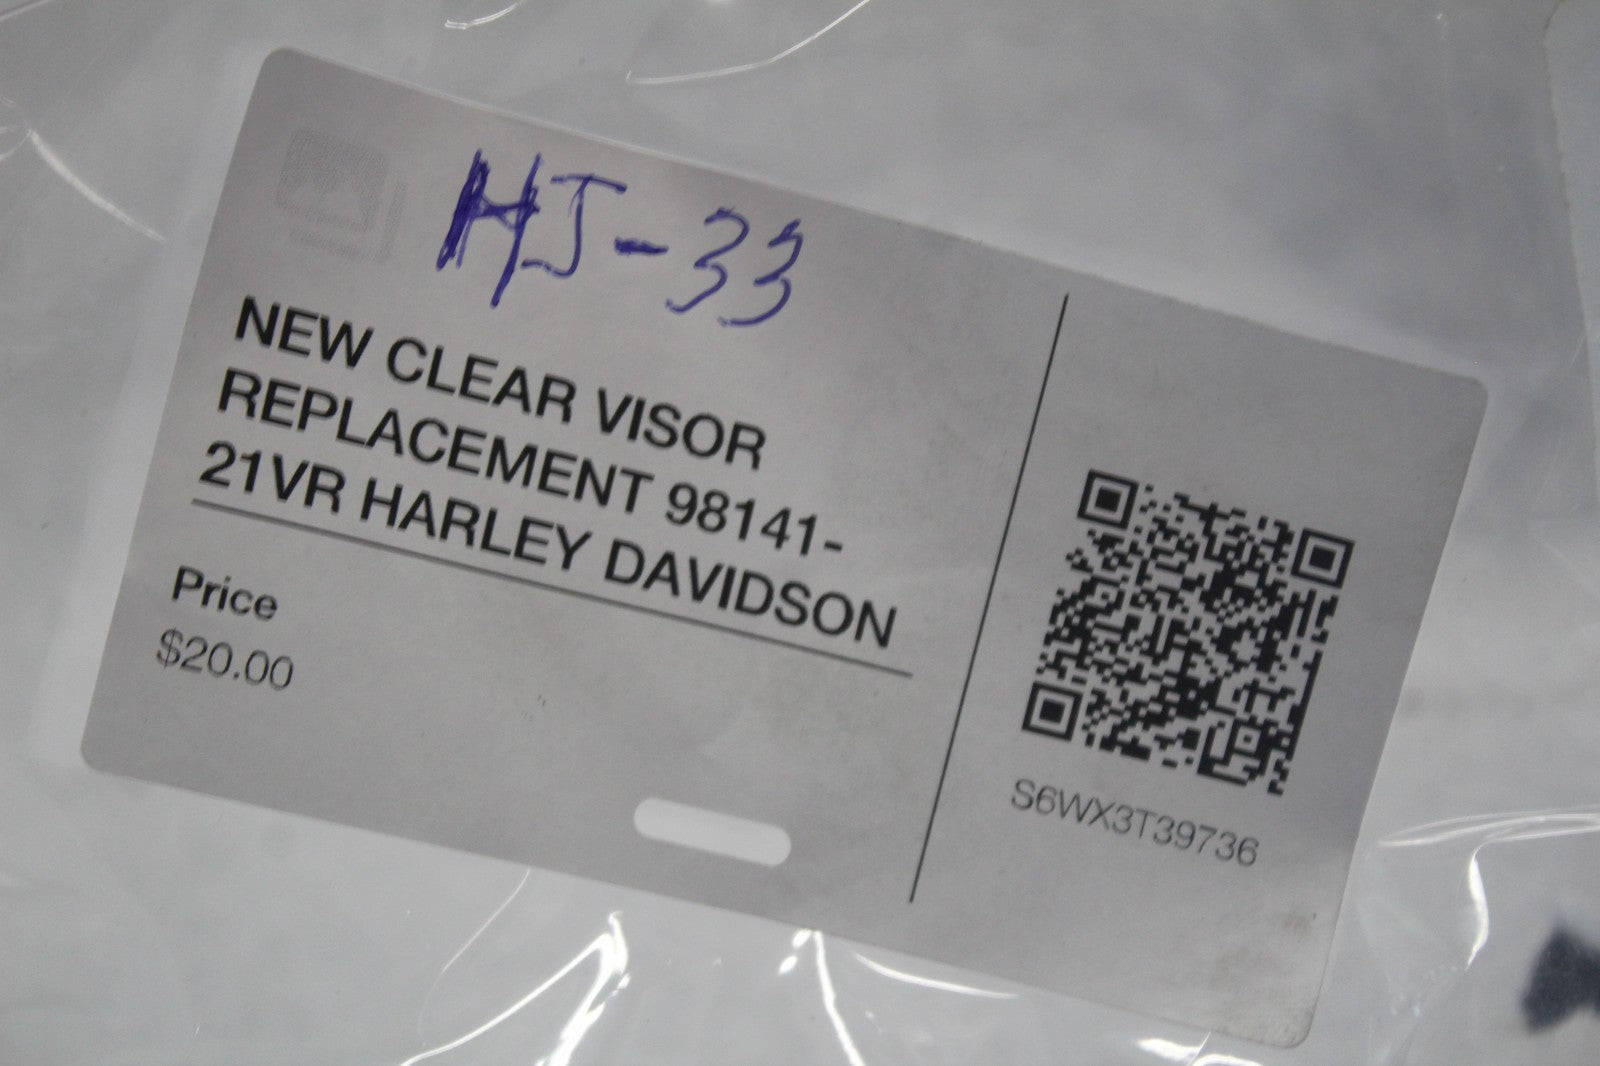 HJ-33
NEW CLEAR VISOR
REPLACEMENT 98141-
21VR HARLEY DAVIDSON
Price
$20.00
S6WX3T39736